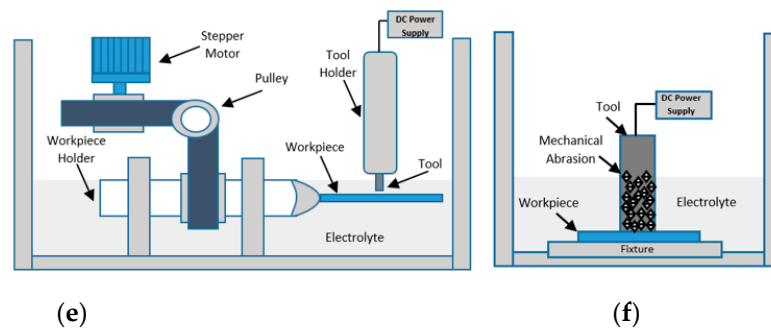 Stepper
Motor
Pulley
Workpiece
Holder
Tool
Holder
DC Power
Supply
Workpiece
Tool
Electrolyte
(e)
DC Power
Supply
Tool
Mechanical
Abrasion
Workpiece
Electrolyte
Fixture
(f)